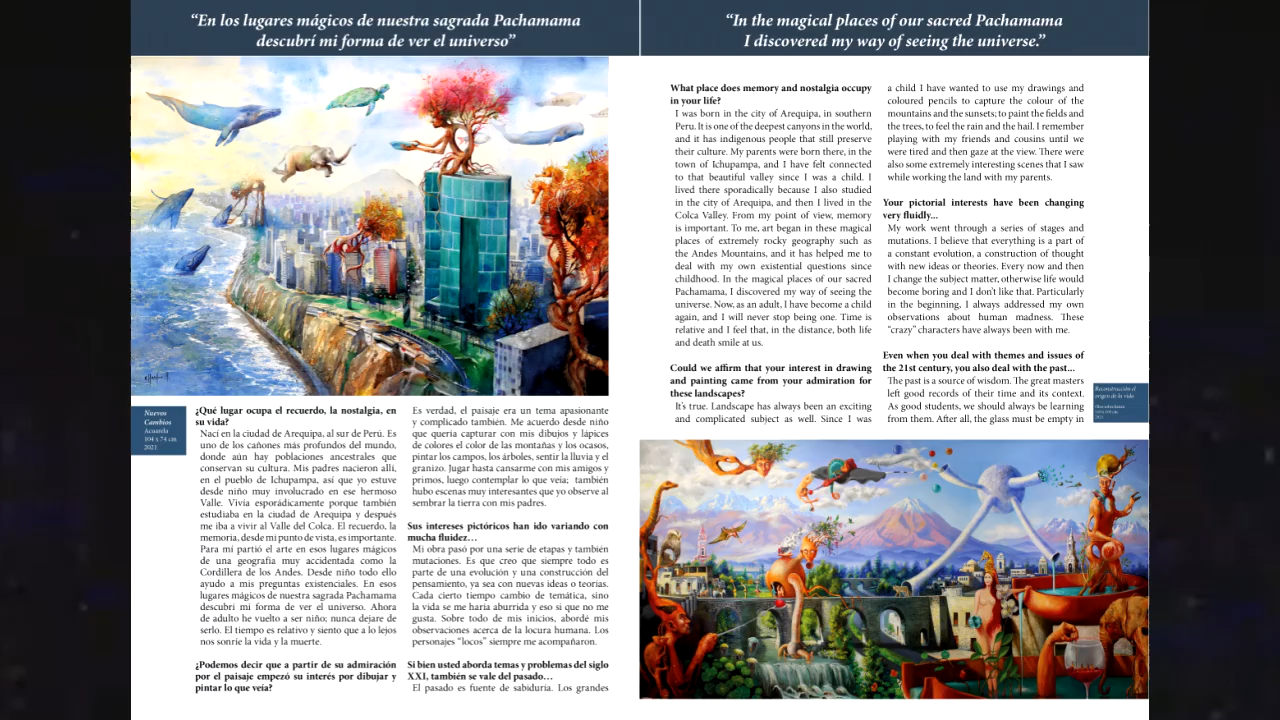 “En los lugares mágicos de nuestra sagrada Pachamama
descubrí mi forma de ver el universo”
Nuevos
Cambios
Acuarela
104 x 74 cm
2021
¿Qué lugar ocupa el recuerdo, la nostalgia, en
su vida?
Nací en la ciudad de Arequipa, al sur de Perú. Es
uno de los cañones más profundos del mundo,
donde aún hay poblaciones ancestrales que
conservan su cultura. Mis padres nacieron allí,
en el pueblo de Ichupampa, así que yo estuve
desde niño muy involucrado en ese hermoso
Valle. Vivía esporádicamente porque también
estudiaba en la ciudad de Arequipa y después
me iba a vivir al Valle del Colca. El recuerdo, la
memoria, desde mi punto de vista, es importante.
Para mí partió el arte en esos lugares mágicos
de una geografía muy accidentada como la
Cordillera de los Andes. Desde niño todo ello
ayudo a mis preguntas existenciales. En esos
lugares mágicos de nuestra sagrada Pachamama
descubrí mi forma de ver el universo. Ahora
de adulto he vuelto a ser niño; nunca dejare de
serlo. El tiempo es relativo y siento que a lo lejos
nos sonríe la vida y la muerte.
¿Podemos decir que a partir de su admiración
por el paisaje empezó su interés por dibujar y
pintar lo que veía?
Es verdad, el paisaje era un tema apasionante
y complicado también. Me acuerdo desde niño
que quería capturar con mis dibujos y lápices
de colores el color de las montañas y los ocasos,
pintar los campos, los árboles, sentir la lluvia y el
granizo. Jugar hasta cansarme con mis amigos y
primos, luego contemplar lo que veía; también
hubo escenas muy interesantes que yo observe al
sembrar la tierra con mis padres.
Sus intereses pictóricos han ido variando con
mucha fluidez…
Mi obra pasó por una serie de etapas y también
mutaciones. Es que creo que siempre todo es
parte de una evolución y una construcción del
pensamiento, ya sea con nuevas ideas o teorías.
Cada cierto tiempo cambio de temática, sino
la vida se me haría aburrida y eso si que no me
gusta. Sobre todo de mis inicios, abordé mis
observaciones acerca de la locura humana. Los
personajes “locos” siempre me acompañaron.
Si bien usted aborda temas y problemas del siglo
XXI, también se vale del pasado…
El pasado es fuente de sabiduría. Los grandes
“In the magical places of our sacred Pachamama
I discovered my way of seeing the universe.”
What place does memory and nostalgia occupy
in your life?
I was born in the city of Arequipa, in southern
Peru. It is one of the deepest canyons in the world,
and it has indigenous people that still preserve
their culture. My parents were born there, in the
town of Ichupampa, and I have felt connected
to that beautiful valley since I was a child. I
lived there sporadically because I also studied
in the city of Arequipa, and then I lived in the
Colca Valley. From my point of view, memory
is important. To me, art began in these magical
places of extremely rocky geography such as
the Andes Mountains, and it has helped me to
deal with my own existential questions since
childhood. In the magical places of our sacred
Pachamama, I discovered my way of seeing the
universe. Now, as an adult, I have become a child
again, and I will never stop being one. Time is
relative and I feel that, in the distance, both life
and death smile at us.
Could we affirm that your interest in drawing
and painting came from your admiration for
these landscapes?
It’s true. Landscape has always been an exciting
and complicated subject as well. Since I was
a child I have wanted to use my drawings and
coloured pencils to capture the colour of the
mountains and the sunsets; to paint the fields and
the trees, to feel the rain and the hail. I remember
playing with my friends and cousins until we
were tired and then gaze at the view. There were
also some extremely interesting scenes that I saw
while working the land with my parents.
Your pictorial interests have been changing
very fluidly...
My work went through a series of stages and
mutations. I believe that everything is a part of
a constant evolution, a construction of thought
with new ideas or theories. Every now and then
I change the subject matter, otherwise life would
become boring and I don’t like that. Particularly
in the beginning, I always addressed my own
observations about human madness. These
“crazy” characters have always been with me.
Even when you deal with themes and issues of
the 21st century, you also deal with the past...
The past is a source of wisdom. The great masters
left good records of their time and its context.
As good students, we should always be learning
from them. After all, the glass must be empty in
Reconstrucción el
origen de la vida